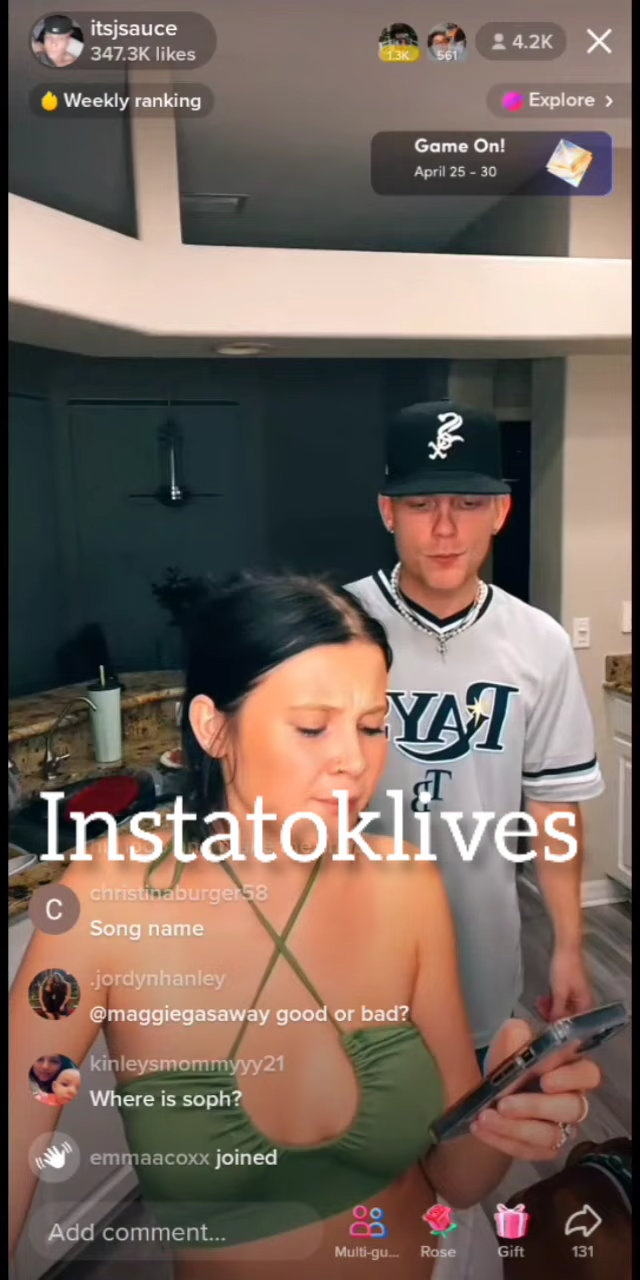 itsjsauce
347.3K likes
1.3K
561
4.2K
Weekly ranking
Explore >
Game On!
April 25 - 30
RAYS
TB
Instatoklives
christinaburger58
C
Song name
.jordynhanley
@maggiegasaway good or bad?
kinleysmommyyy21
Where is soph?
emmaacoxx joined
Add comment...
Multi-gu...
Rose
Gift
131